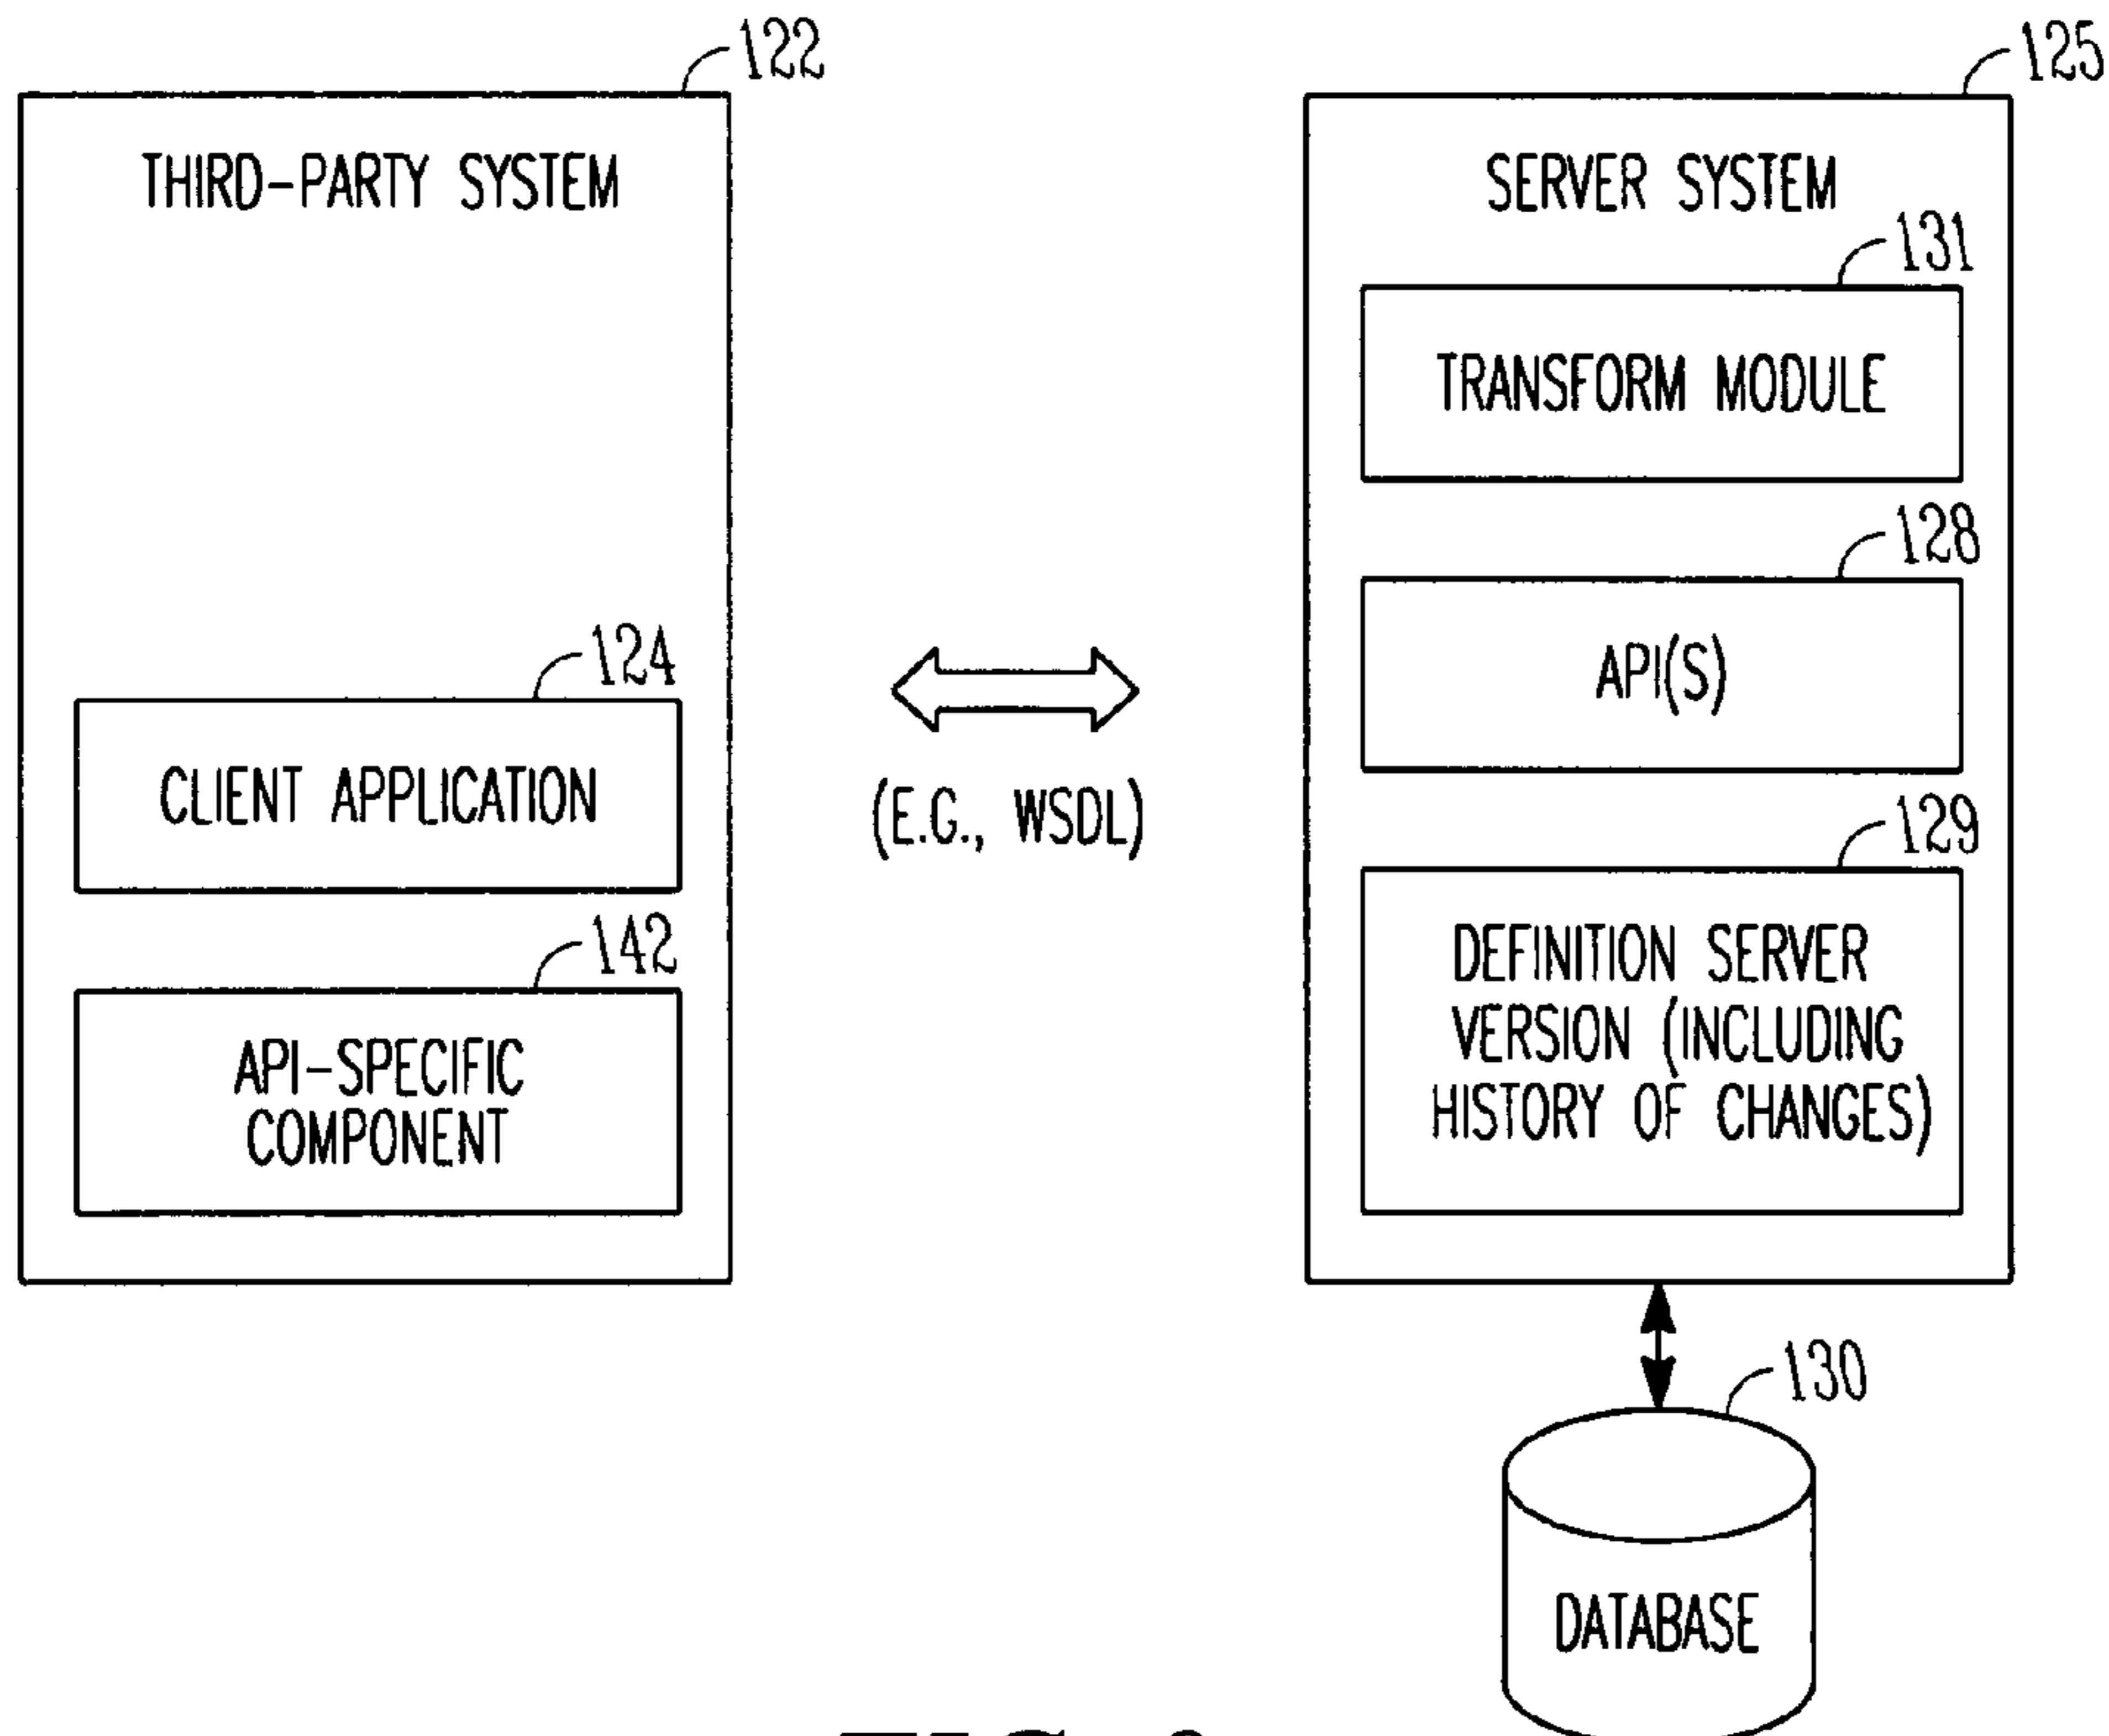 122
THIRD-PARTY SYSTEM
124
CLIENT APPLICATION
142
API-SPECIFIC
COMPONENT
(E.G., WSDL)
125
SERVER SYSTEM
131
TRANSFORM MODULE
128
API(S)
129
DEFINITION SERVER
VERSION (INCLUDING
HISTORY OF CHANGES)
130
DATABASE